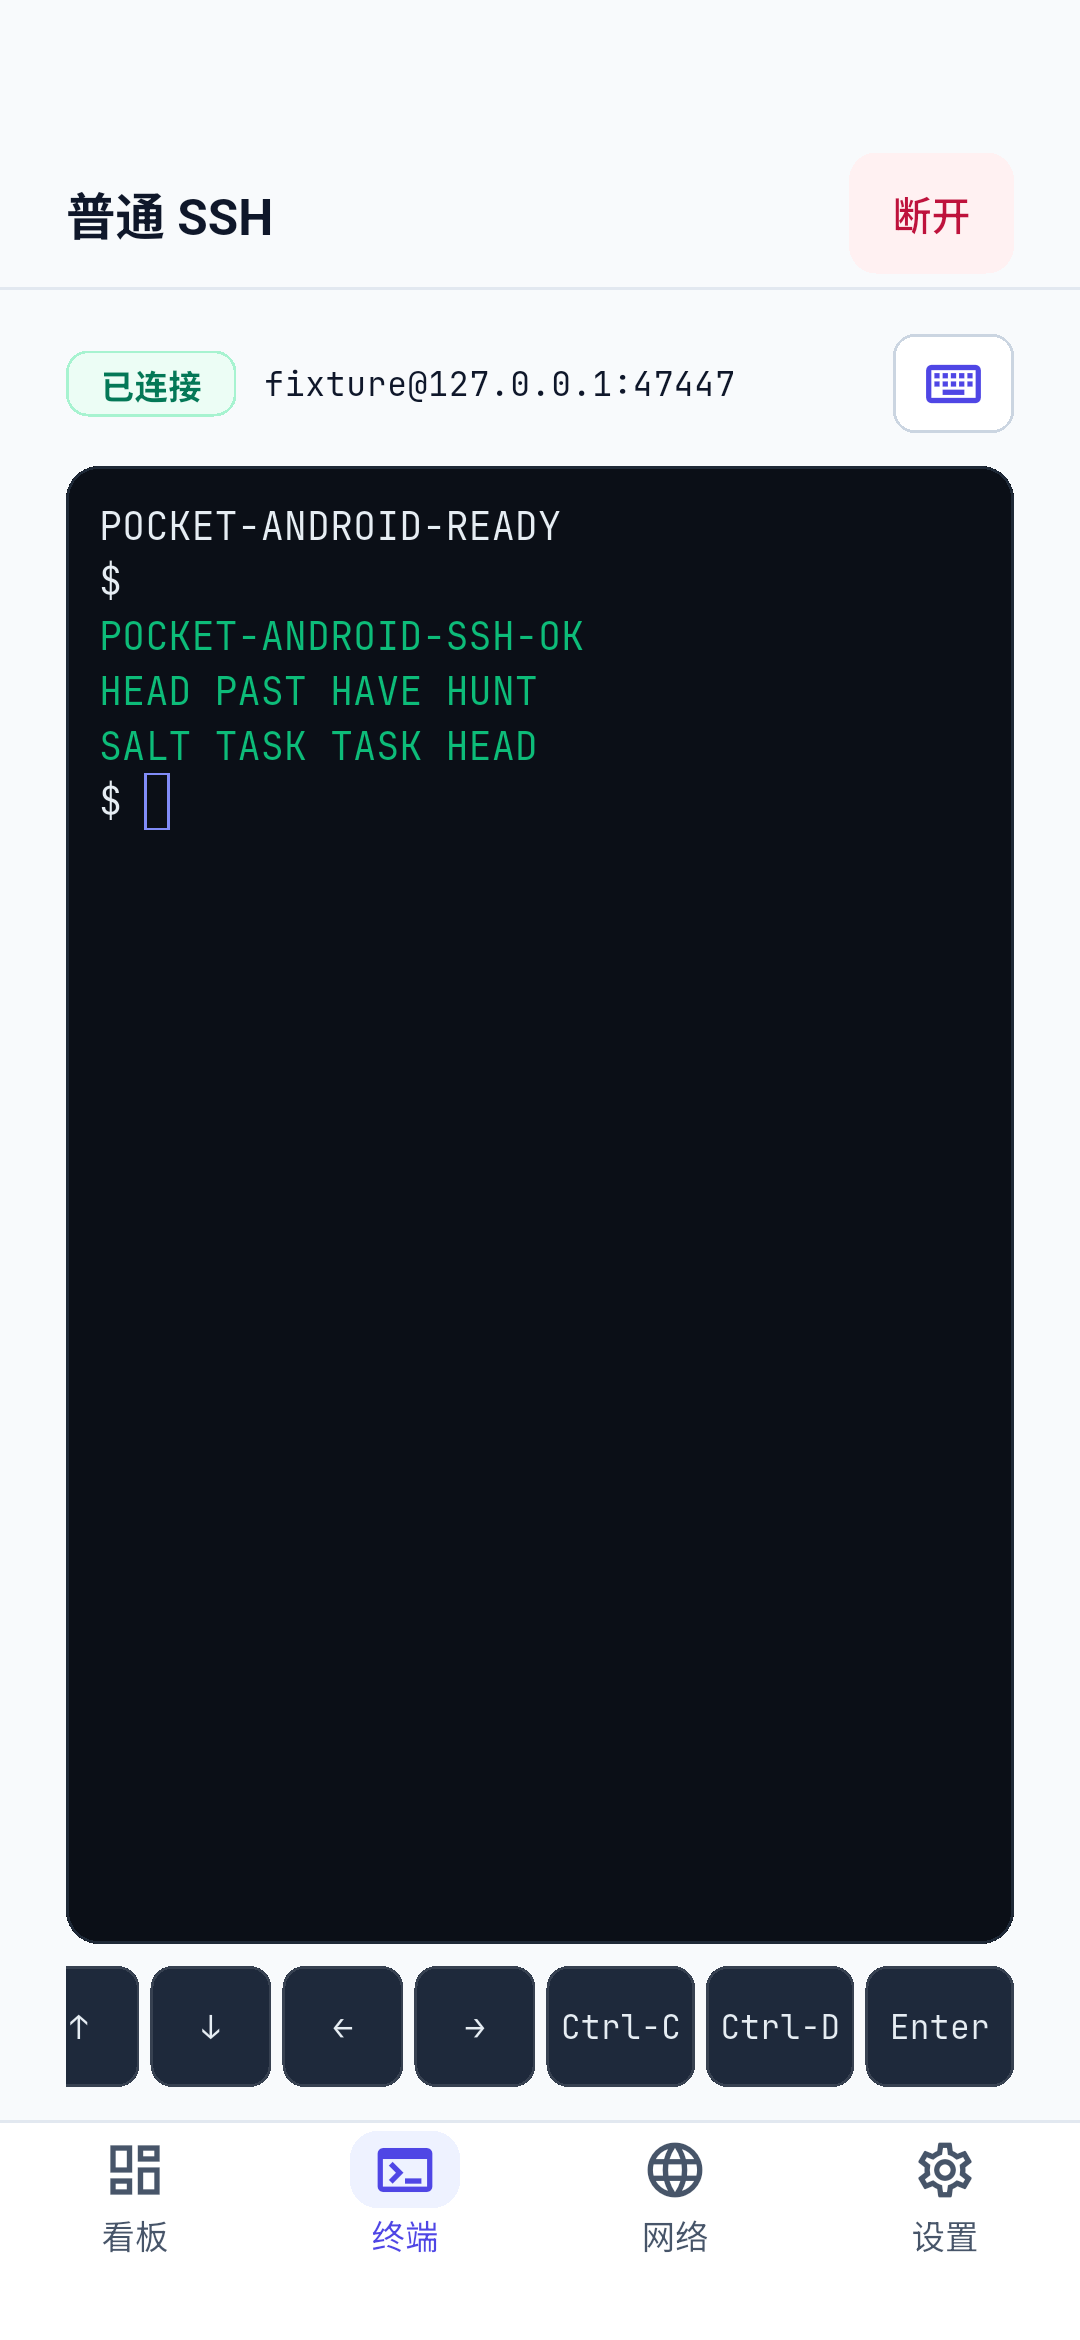 普通 SSH
断开
已连接 fixture@127.0.0.1:47447
POCKET-ANDROID-READY
$
POCKET-ANDROID-SSH-OK
HEAD PAST HAVE HUNT
SALT TASK TASK HEAD
$
↑ ↓ ← → Ctrl-C Ctrl-D Enter
看板 终端 网络 设置